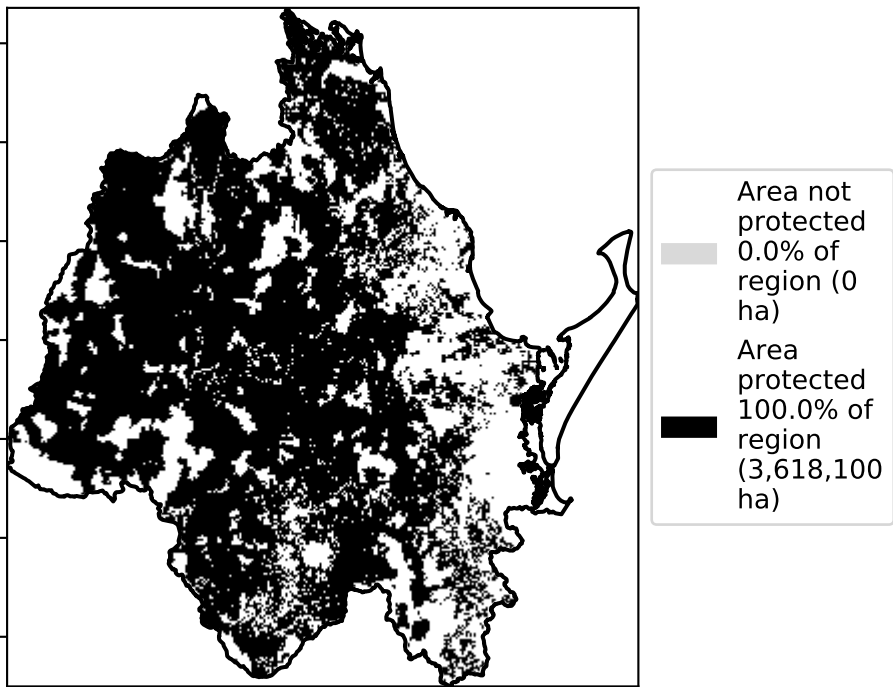 Area not
protected
0.0% of
region (0
ha)
Area
protected
100.0% of
region
(3,618,100
ha)